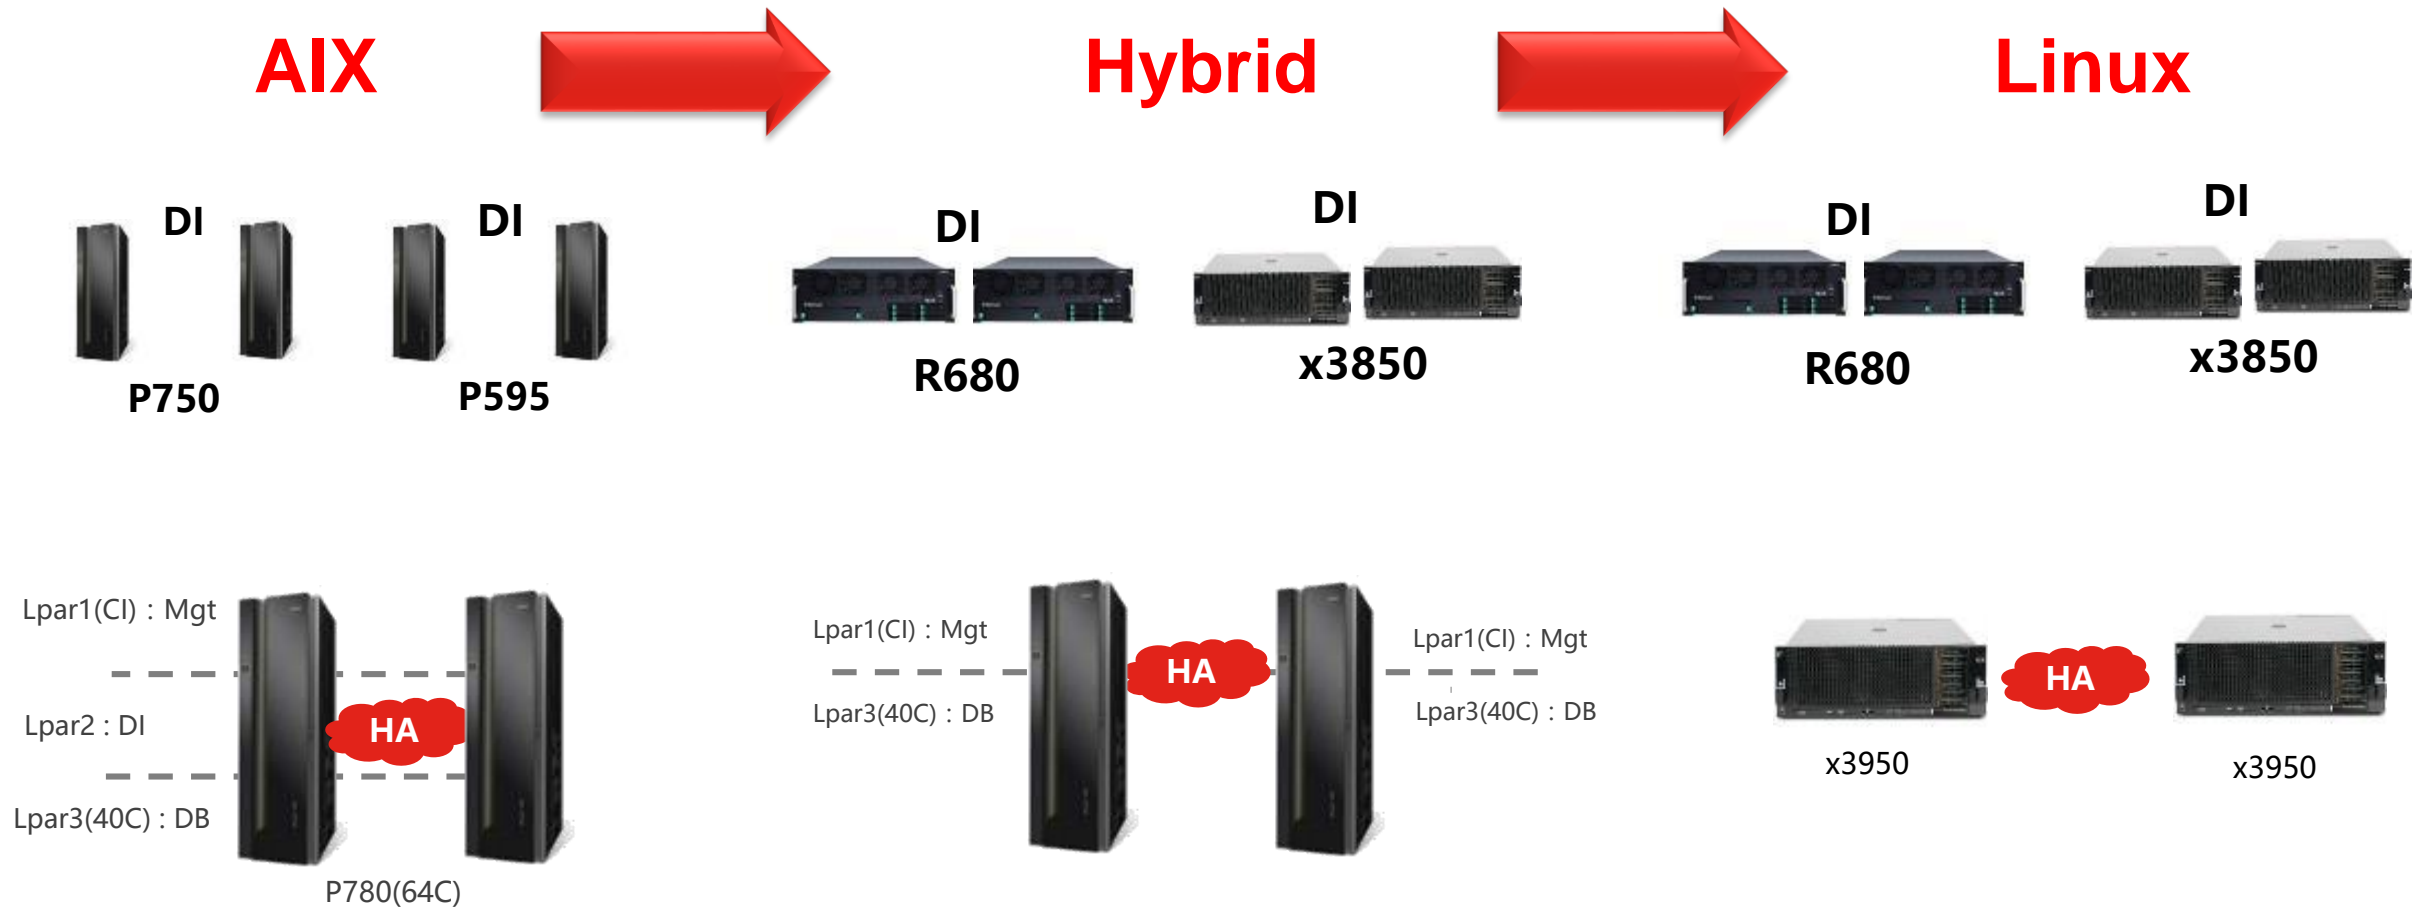 AIX
Hybrid
Linux
DI
DI
DI
DI
DI
DI
P750
P595
R680
x3850
R680
x3850
Lpar1(CI) : Mgt
Lpar2 : DI
Lpar3(40C) : DB
HA
P780(64C)
Lpar1(CI) : Mgt
Lpar3(40C) : DB
HA
Lpar1(CI) : Mgt
Lpar3(40C) : DB
HA
x3950
x3950